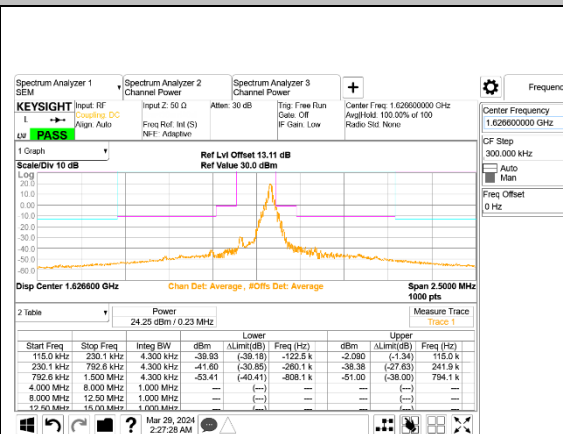 Spectrum Analyzer 1
SEM
Spectrum Analyzer 2
Channel Power
Spectrum Analyzer 3
Channel Power
+
Frequenc
KEYSIGHT
L
LW PASS
Input: RF
Coupling: DC
Align: Auto
Input Z: 50 Ω
Freq Ref: Int (S)
NFE: Adaptive
Atten: 30 dB
Trig: Free Run
Gate: Off
IF Gain: Low
Center Freq: 1.626600000 GHz
Avg|Hold: 100.00% of 100
Radio Std: None
Center Frequency
1.626600000 GHz
CF Step
300.000 kHz
Auto
Man
Freq Offset
0 Hz
1 Graph
Scale/Div 10 dB
Ref Lvl Offset 13.11 dB
Ref Value 30.0 dBm
Log
20.0
10.0
0.00
-10.0
-20.0
-30.0
-40.0
-50.0
-60.0
Disp Center 1.626600 GHz
Chan Det: Average , #Offs Det: Average
Span 2.5000 MHz
1000 pts
2 Table
Power
24.25 dBm / 0.23 MHz
Measure Trace
Trace 1
Lower Upper
Start Freq Stop Freq Integ BW dBm ΔLimit(dB) Freq (Hz) dBm ΔLimit(dB) Freq (Hz)
115.0 kHz 230.1 kHz 4.300 kHz -39.93 (-39.18) -122.5 k -2.090 (-1.34) 115.0 k
230.1 kHz 792.6 kHz 4.300 kHz -41.60 (-30.85) -260.1 k -38.38 (-27.63) 241.9 k
792.6 kHz 1.500 MHz 4.300 kHz -53.41 (-40.41) -808.1 k -51.00 (-38.00) 794.1 k
4.000 MHz 8.000 MHz 1.000 MHz --- (---) --- --- (---) ---
8.000 MHz 12.50 MHz 1.000 MHz --- (---) --- --- (---) ---
12.50 MHz 15.00 MHz 1.000 MHz --- (---) --- --- (---) ---
?
Mar 29, 2024
2:27:28 AM